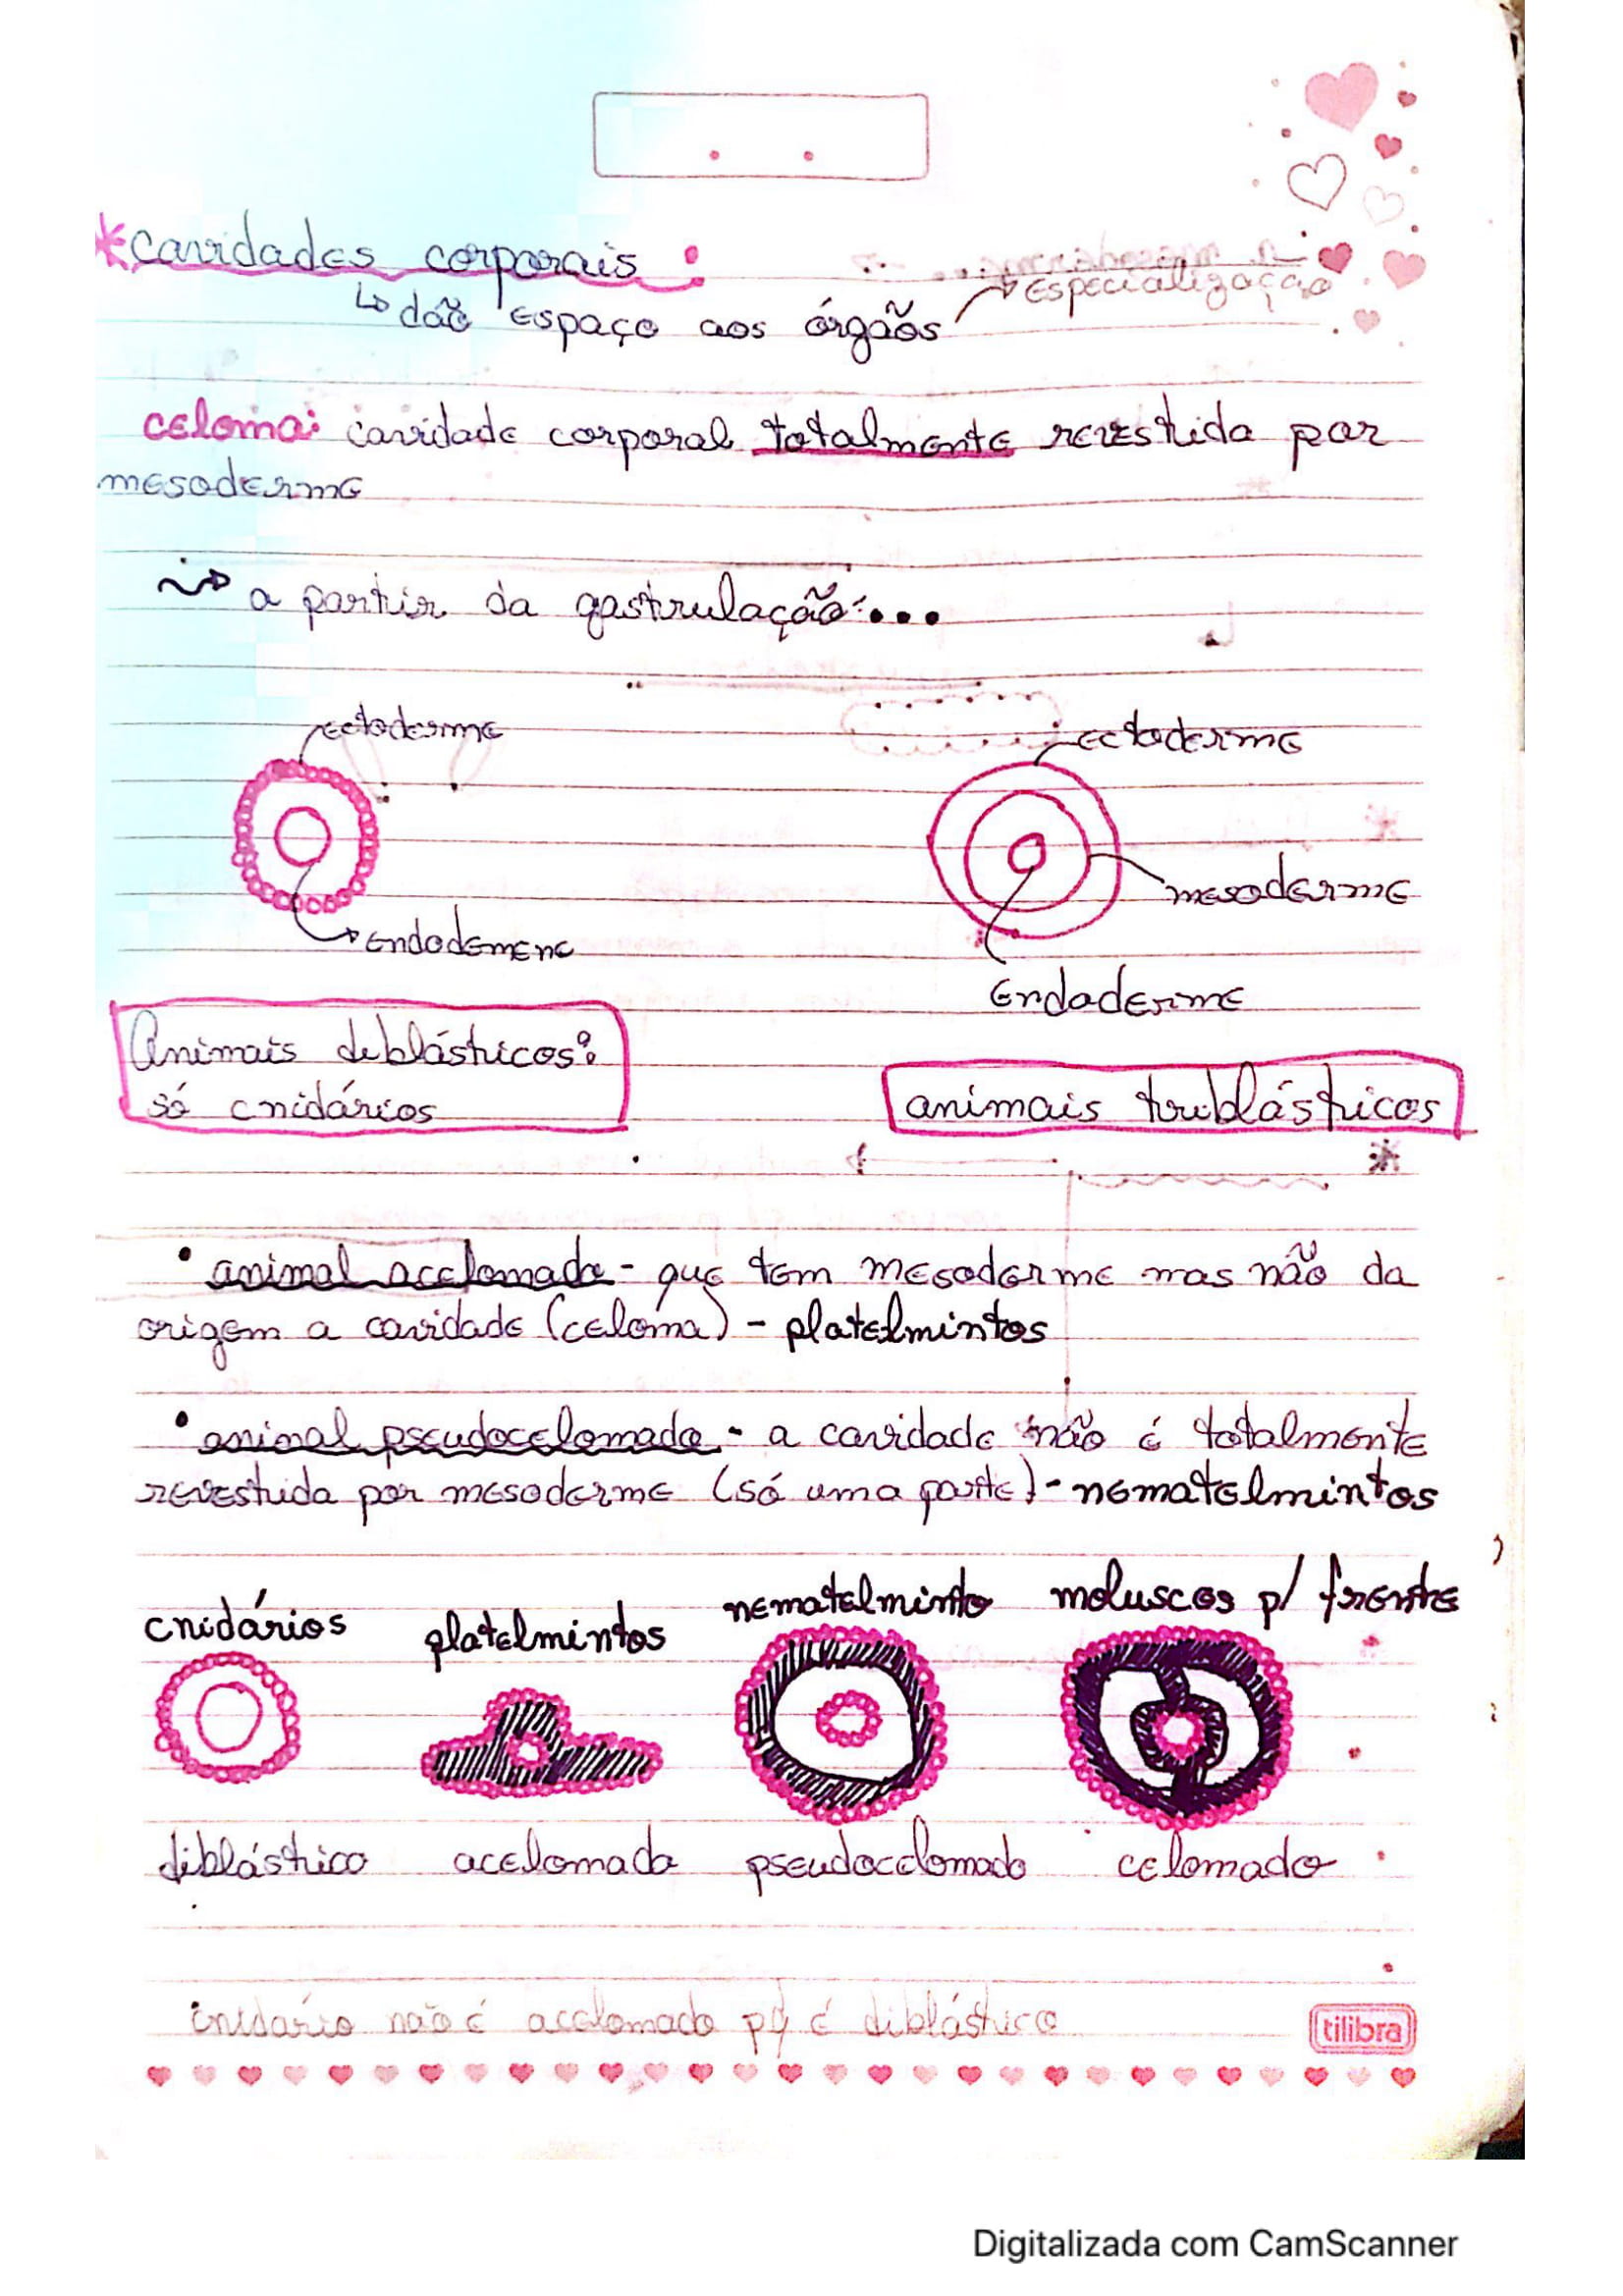 *cavidades corporais:
↳ dão espaço aos órgãos → especialização
celoma: cavidade corporal totalmente revestida por
mesoderme
~> a partir da gastrulação...
ectoderme
ectoderme
mesoderme
endodemene
endoderme
Animais diblásticos:
só cnidários
animais triblásticos
• animal acelomado - que tem mesoderme mas não da
origem a cavidade (celoma) - platelmintos
• animal pseudocelomado - a cavidade não é totalmente
revestida por mesoderme (só uma parte) - nematelmintos
cnidários platelmintos nematelminto moluscos p/ frente
diblástico acelomado pseudocelomado celomado
cnidário não é acelomado pq é diblástico
tilibra
Digitalizada com CamScanner